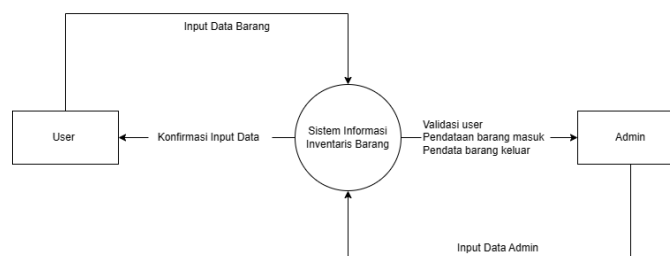 Input Data Barang
User
Konfirmasi Input Data
Sistem Informasi
Inventaris Barang
Validasi user
Pendataan barang masuk
Pendata barang keluar
Admin
Input Data Admin